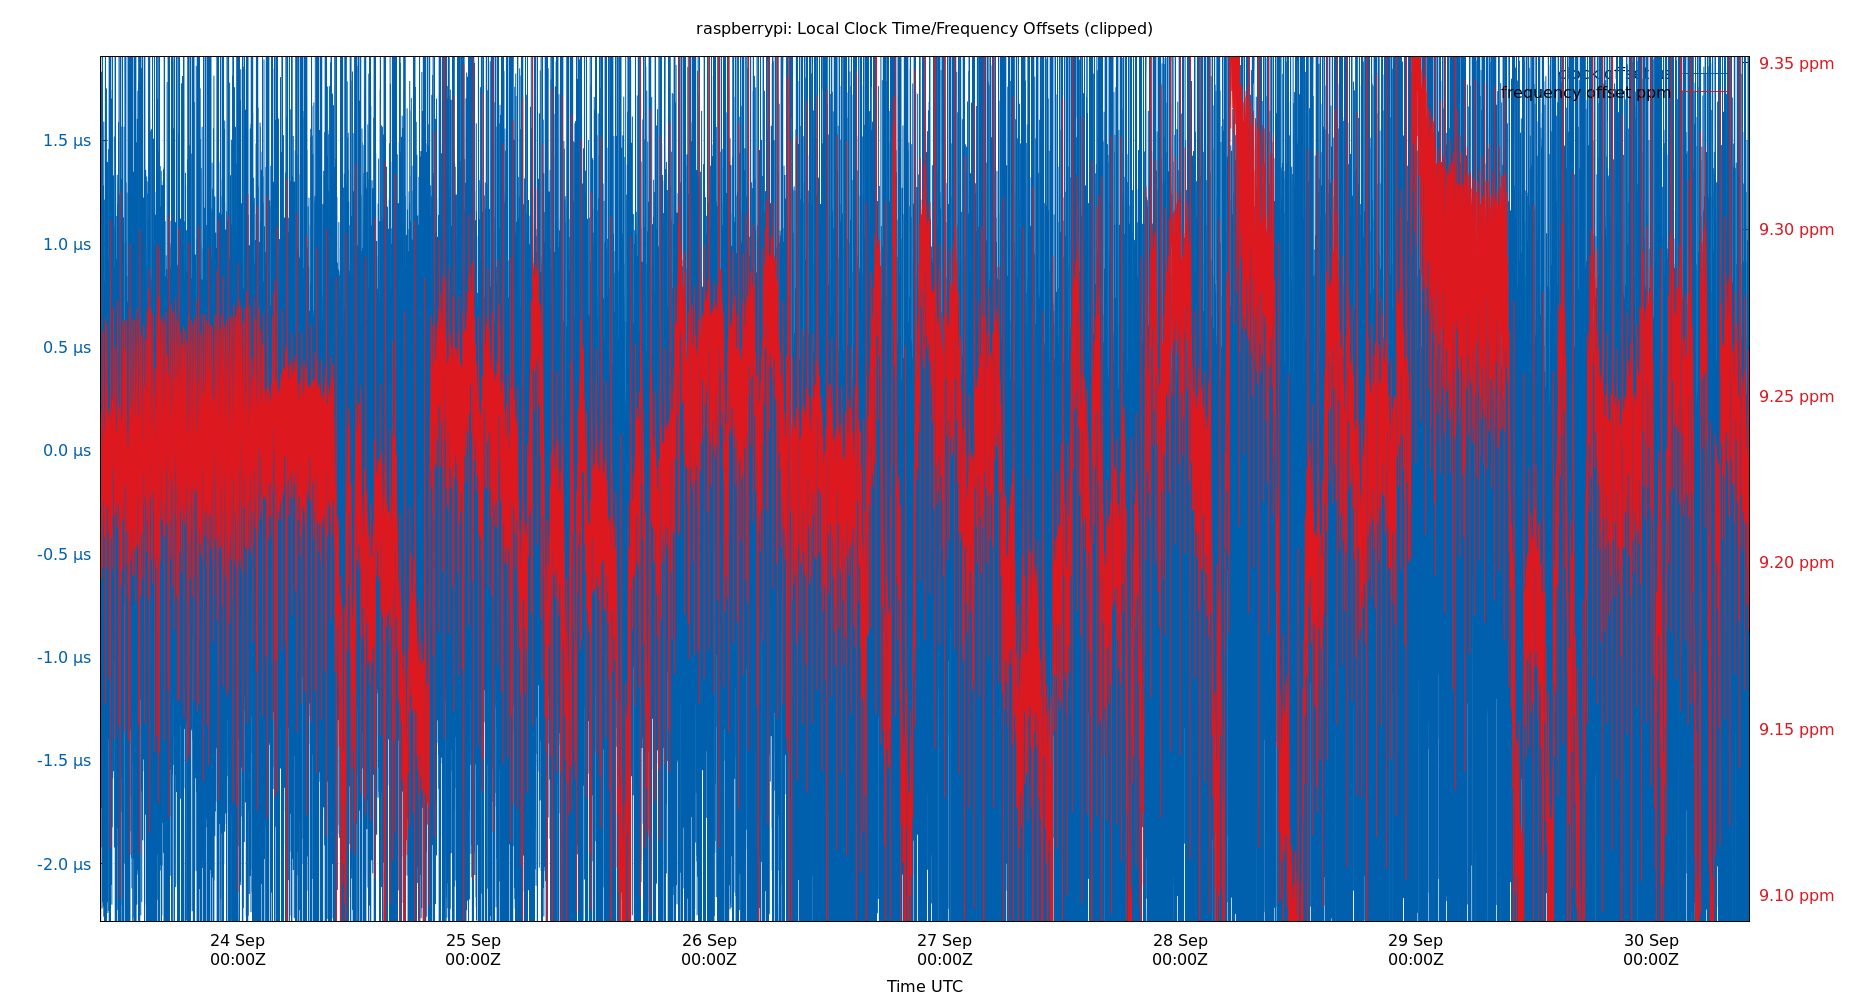 raspberrypi: Local Clock Time/Frequency Offsets (clipped)
clock offset μs
frequency offset ppm
1.5 μs
1.0 μs
0.5 μs
0.0 μs
-0.5 μs
-1.0 μs
-1.5 μs
-2.0 μs
9.35 ppm
9.30 ppm
9.25 ppm
9.20 ppm
9.15 ppm
9.10 ppm
24 Sep
00:00Z
25 Sep
00:00Z
26 Sep
00:00Z
27 Sep
00:00Z
28 Sep
00:00Z
29 Sep
00:00Z
30 Sep
00:00Z
Time UTC